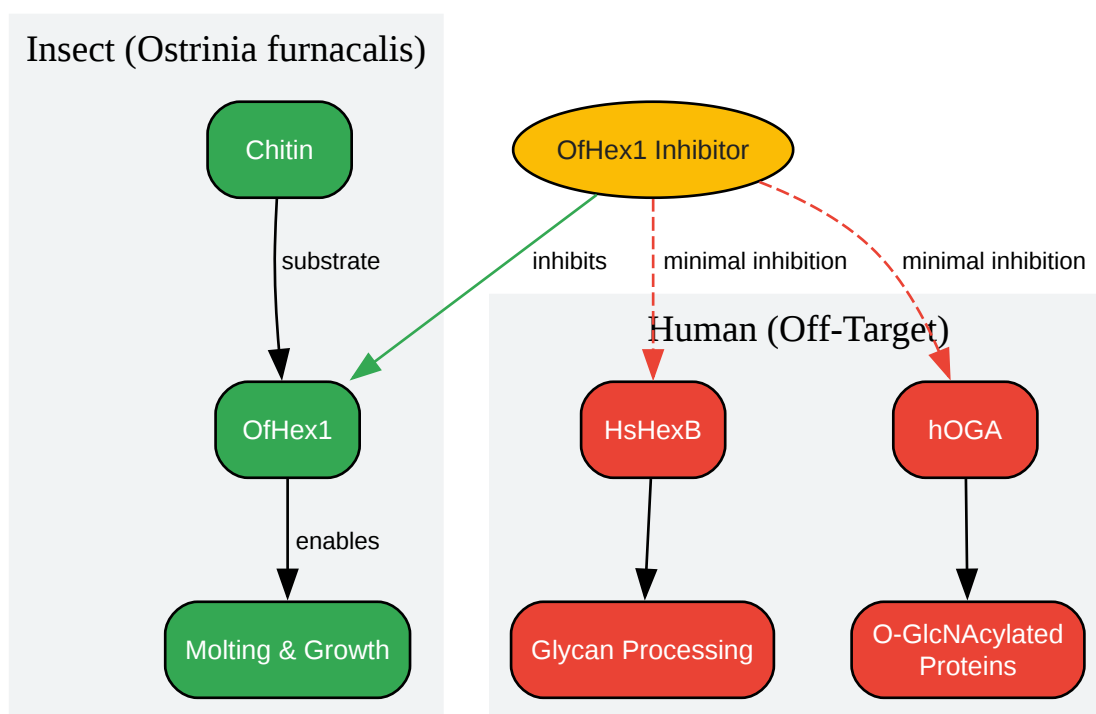 Insect (Ostrinia furnacalis)
Chitin
OfHex1 Inhibitor
substrate
inhibits
minimal inhibition
minimal inhibition
Human (Off-Target)
OfHex1
HsHexB
hOGA
enables
Molting & Growth
Glycan Processing
O-GlcNAcylated
Proteins